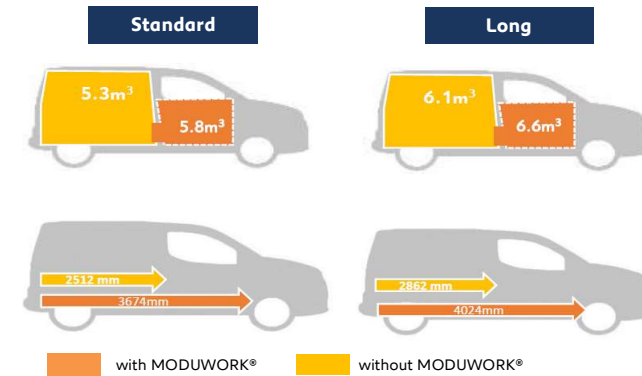 Standard
Long
5.3m³
5.8m³
6.1m³
6.6m³
2512 mm
3674mm
2862 mm
4024mm
with MODUWORK®
without MODUWORK®